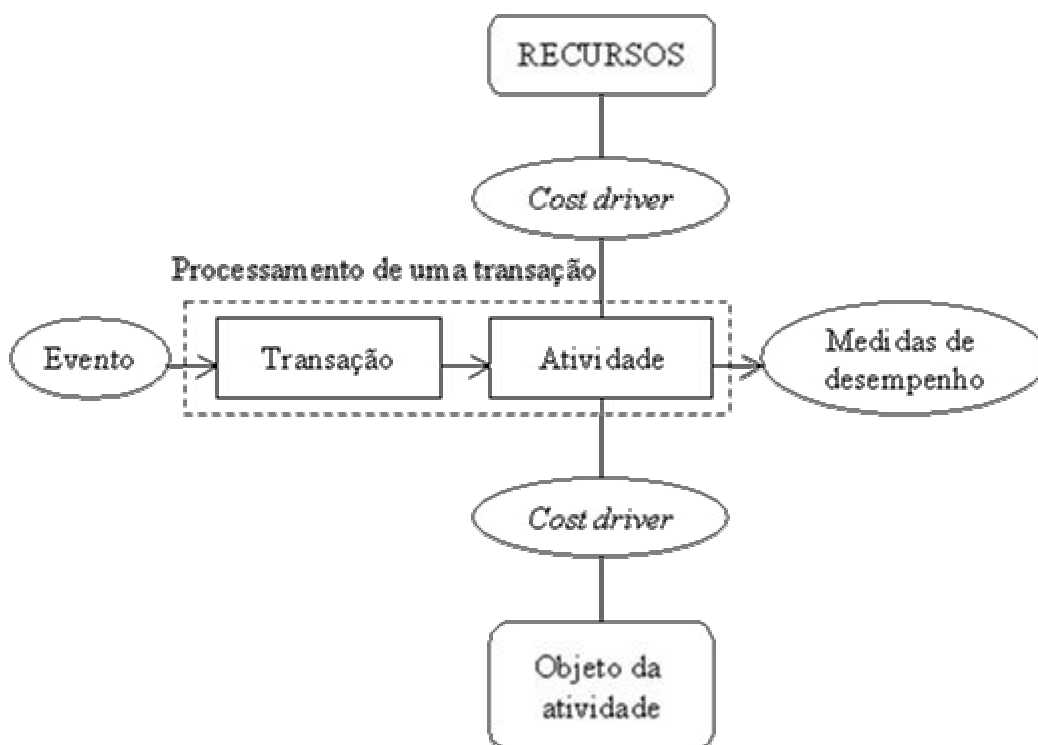 RECURSOS
Cost driver
Processamento de uma transação
Evento
Transação
Atividade
Medidas de
desempenho
Cost driver
Objeto da
atividade